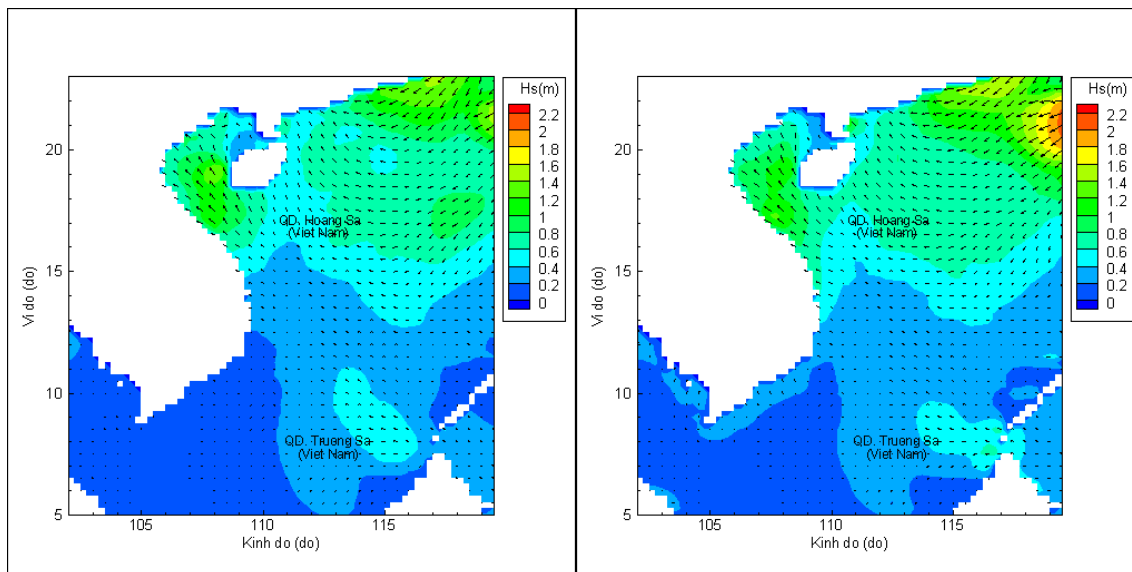 Hs(m)
2.2
2
1.8
1.6
1.4
1.2
1
0.8
0.6
0.4
0.2
0
20
15
10
5
Vi do (do)
QD. Hoang Sa
(Viet Nam)
QD. Truong Sa
(Viet Nam)
105
110
115
Kinh do (do)
Hs(m)
2.2
2
1.8
1.6
1.4
1.2
1
0.8
0.6
0.4
0.2
0
20
15
10
5
Vi do (do)
QD. Hoang Sa
(Viet Nam)
QD. Truong Sa
(Viet Nam)
105
110
115
Kinh do (do)